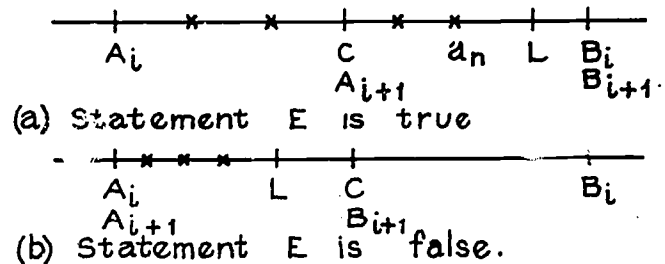 A_i C a_n L B_i
A_{i+1} B_{i+1}.
(a) Statement E is true
A_i L C B_i
A_{i+1} B_{i+1}
(b) Statement E is false.